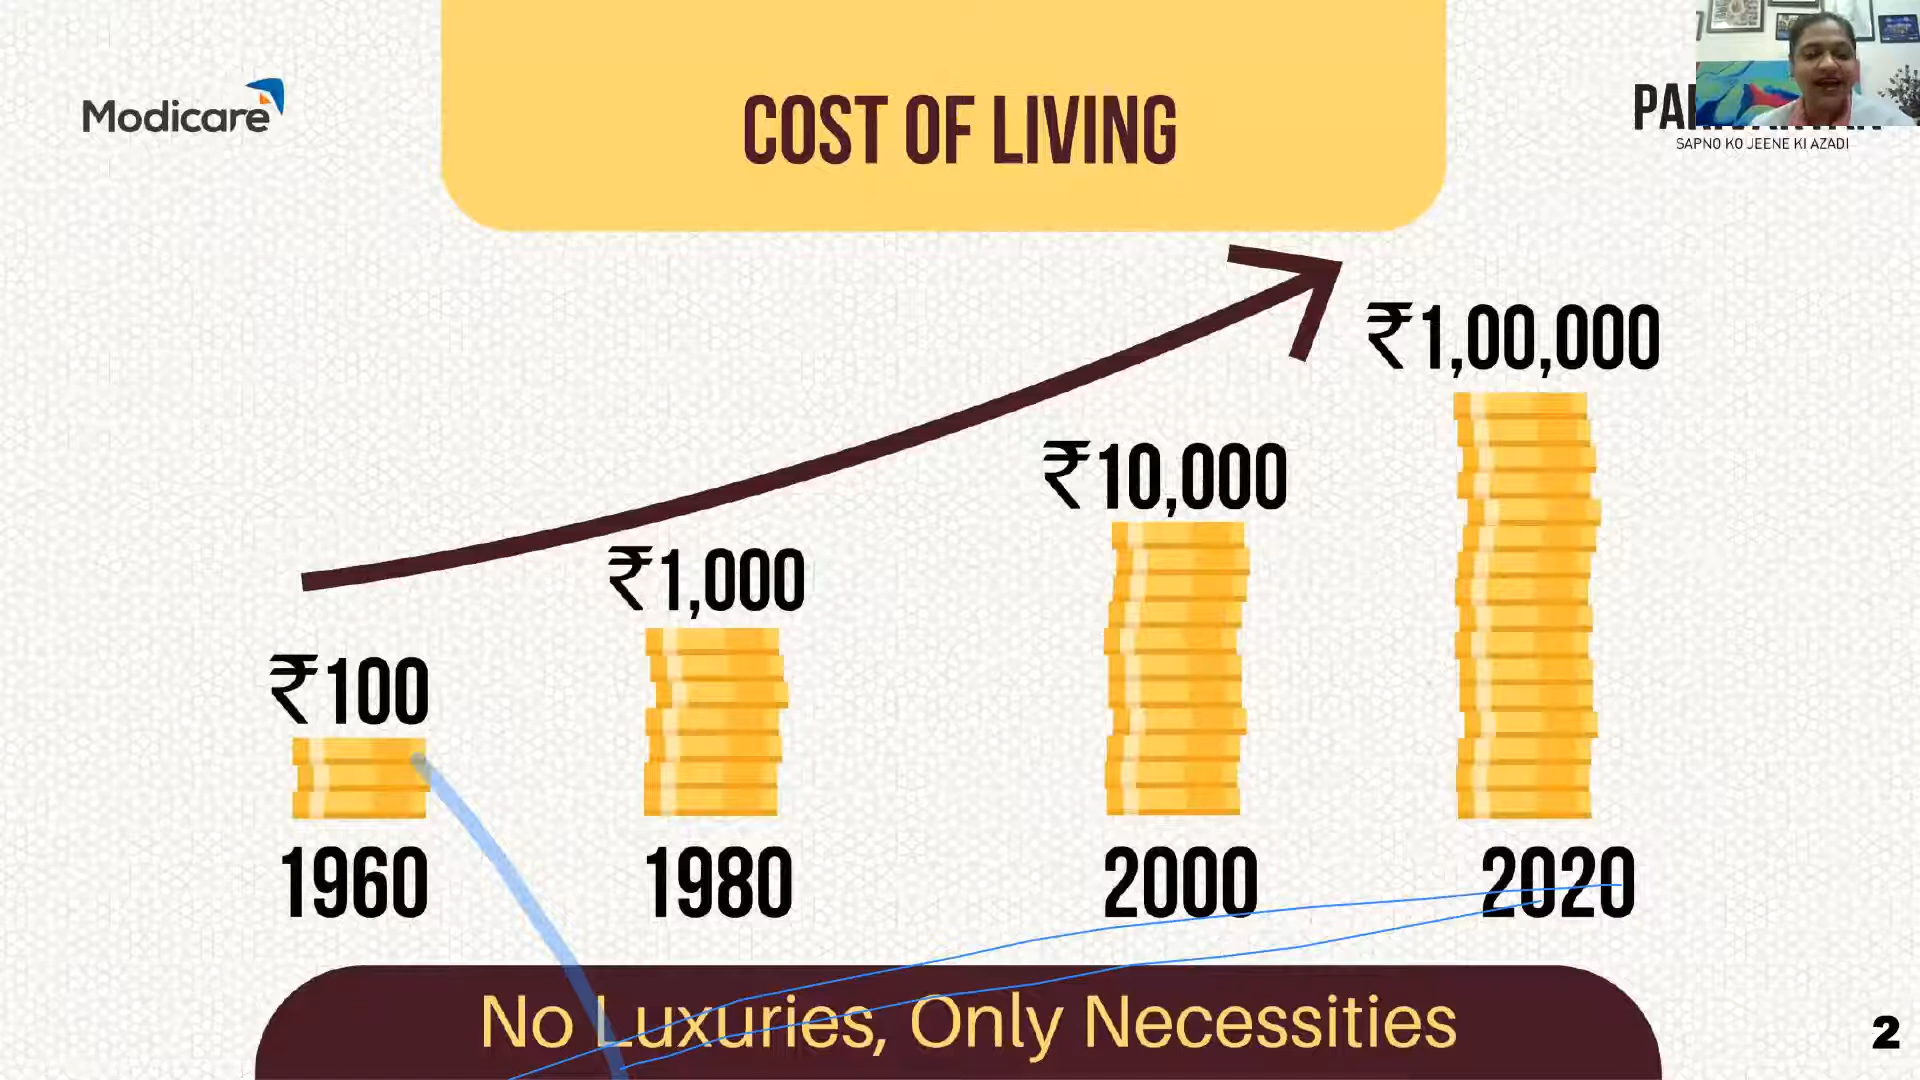 Modicare
COST OF LIVING
SAPNO KO JEENE KI AZADI
₹1,00,000
₹10,000
₹1,000
₹100
1960
1980
2000
2020
No Luxuries, Only Necessities
2